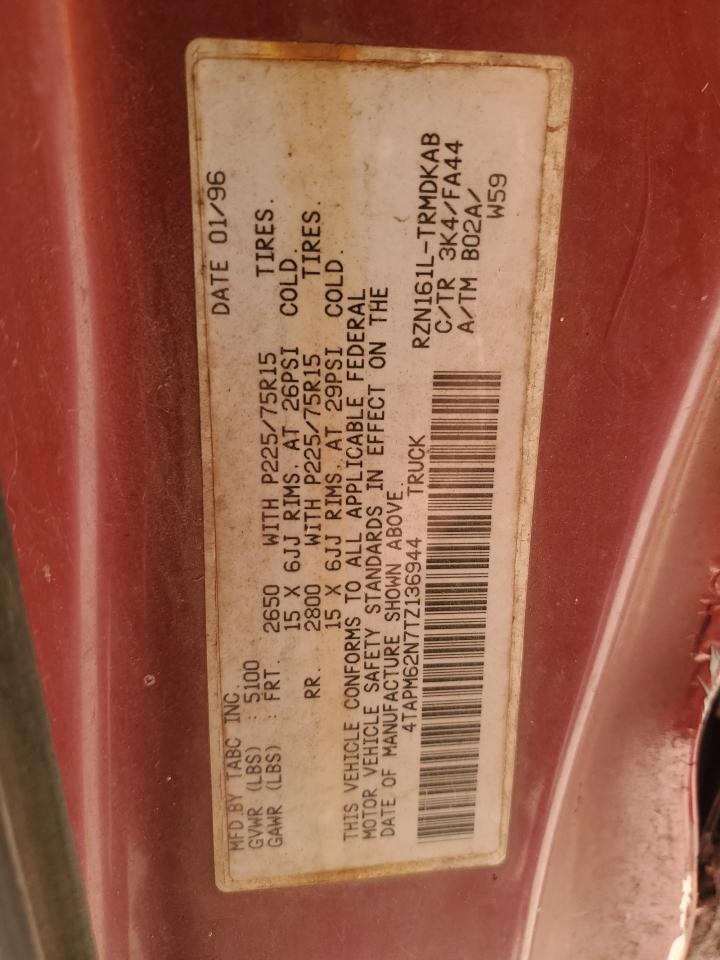 MFD.BY TABC INC. DATE 01/96
GVWR (LBS) : 5100
GAWR (LBS) : FRT. 2650 WITH P225/75R15 TIRES.
15 X 6JJ RIMS, AT 26PSI COLD.
RR. 2800 WITH P225/75R15 TIRES.
15 X 6JJ RIMS, AT 29PSI COLD.
THIS VEHICLE CONFORMS TO ALL APPLICABLE FEDERAL
MOTOR VEHICLE SAFETY STANDARDS IN EFFECT ON THE
DATE OF MANUFACTURE SHOWN ABOVE.
4TAPM62N7TZ136944 TRUCK
RZN161L-TRMDKAB
C/TR 3K4/FA44
A/TM B02A/
W59